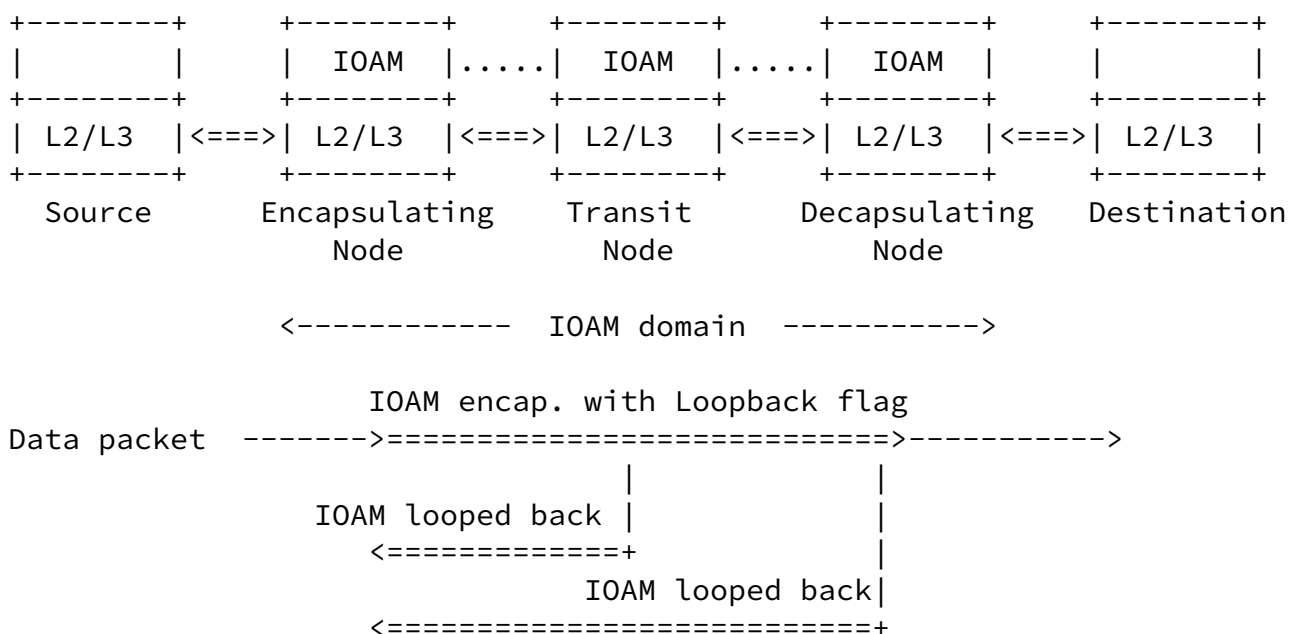 +--------+     +--------+     +--------+     +--------+     +--------+
|        |     |  IOAM  |.....|  IOAM  |.....|  IOAM  |     |        |
+--------+     +--------+     +--------+     +--------+     +--------+
| L2/L3  |<===>| L2/L3  |<===>| L2/L3  |<===>| L2/L3  |<===>| L2/L3  |
+--------+     +--------+     +--------+     +--------+     +--------+
  Source      Encapsulating    Transit      Decapsulating   Destination
                  Node           Node           Node
               <------------  IOAM domain  ----------->
                    IOAM encap. with Loopback flag
Data packet  ------->============================>----------->
                                  |             |
                 IOAM looped back |             |
                    <=============+             |
                                IOAM looped back|
                    <===========================+